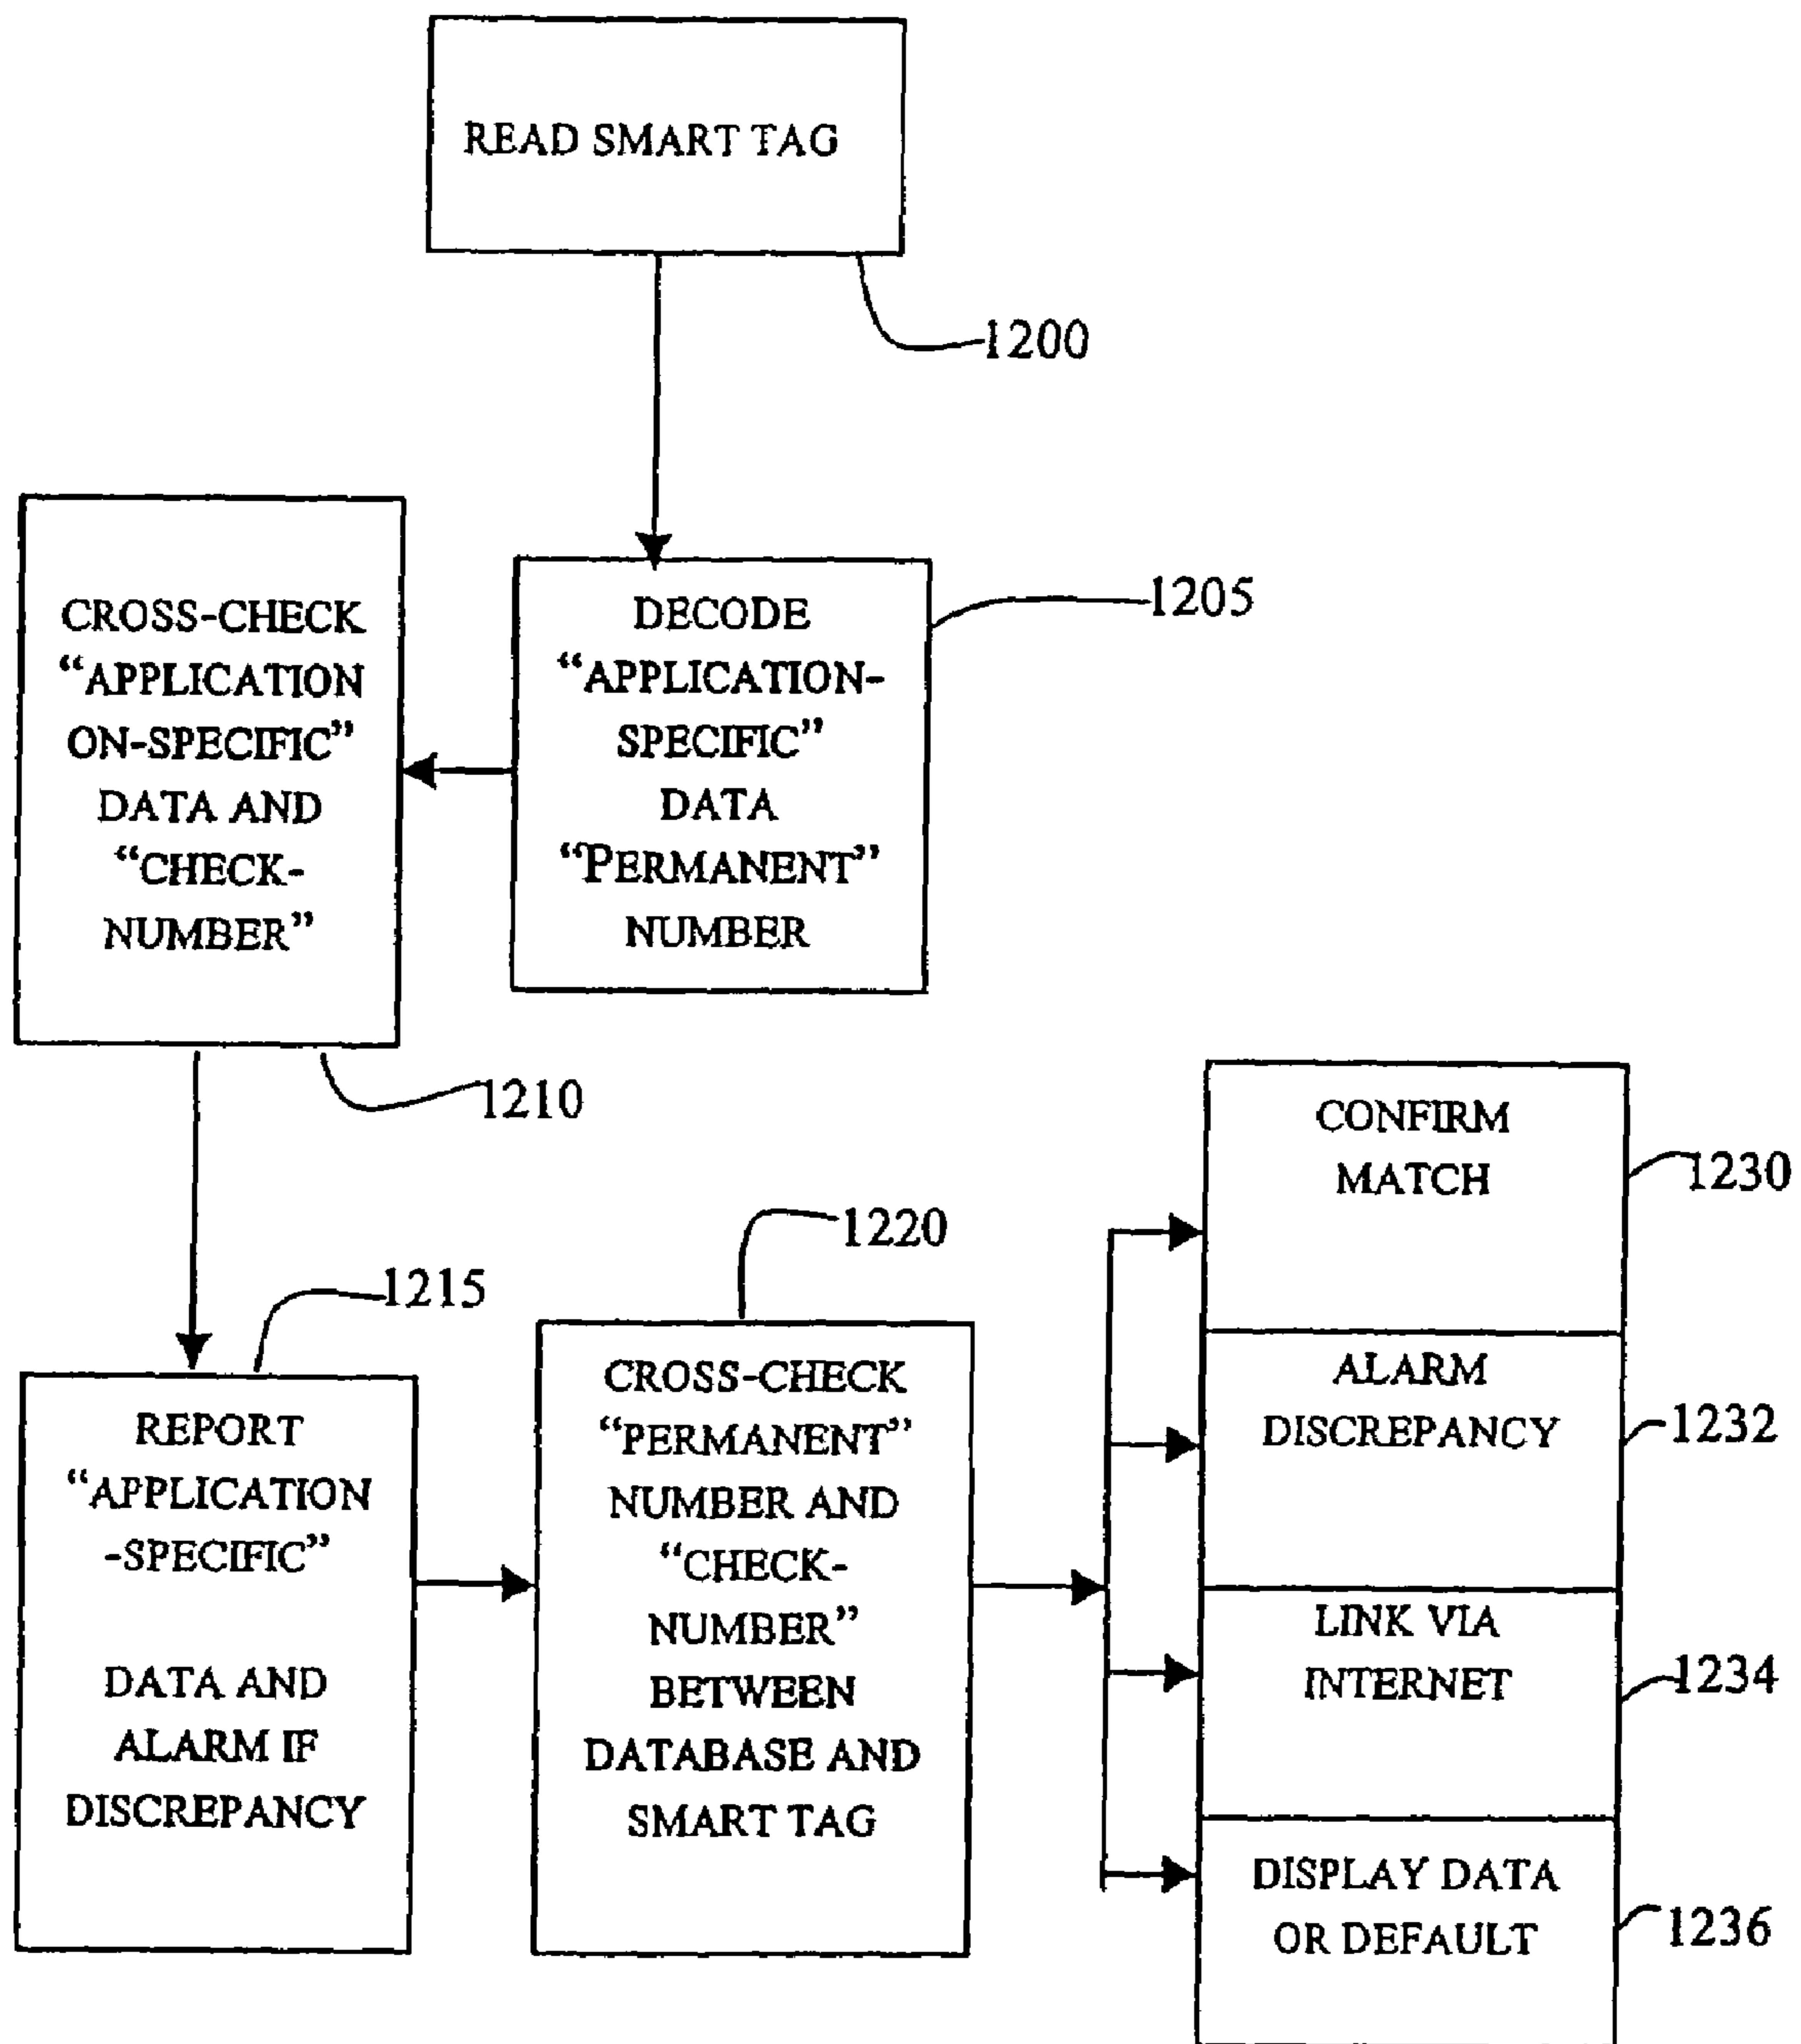 READ SMART TAG
1200
DECODE
“APPLICATION-
SPECIFIC”
DATA
“PERMANENT”
NUMBER
1205
CROSS-CHECK
“APPLICATION
ON-SPECIFIC”
DATA AND
“CHECK-
NUMBER”
1210
REPORT
“APPLICATION
-SPECIFIC”
DATA AND
ALARM IF
DISCREPANCY
1215
CROSS-CHECK
“PERMANENT”
NUMBER AND
“CHECK-
NUMBER”
BETWEEN
DATABASE AND
SMART TAG
1220
CONFIRM
MATCH
1230
ALARM
DISCREPANCY
1232
LINK VIA
INTERNET
1234
DISPLAY DATA
OR DEFAULT
1236